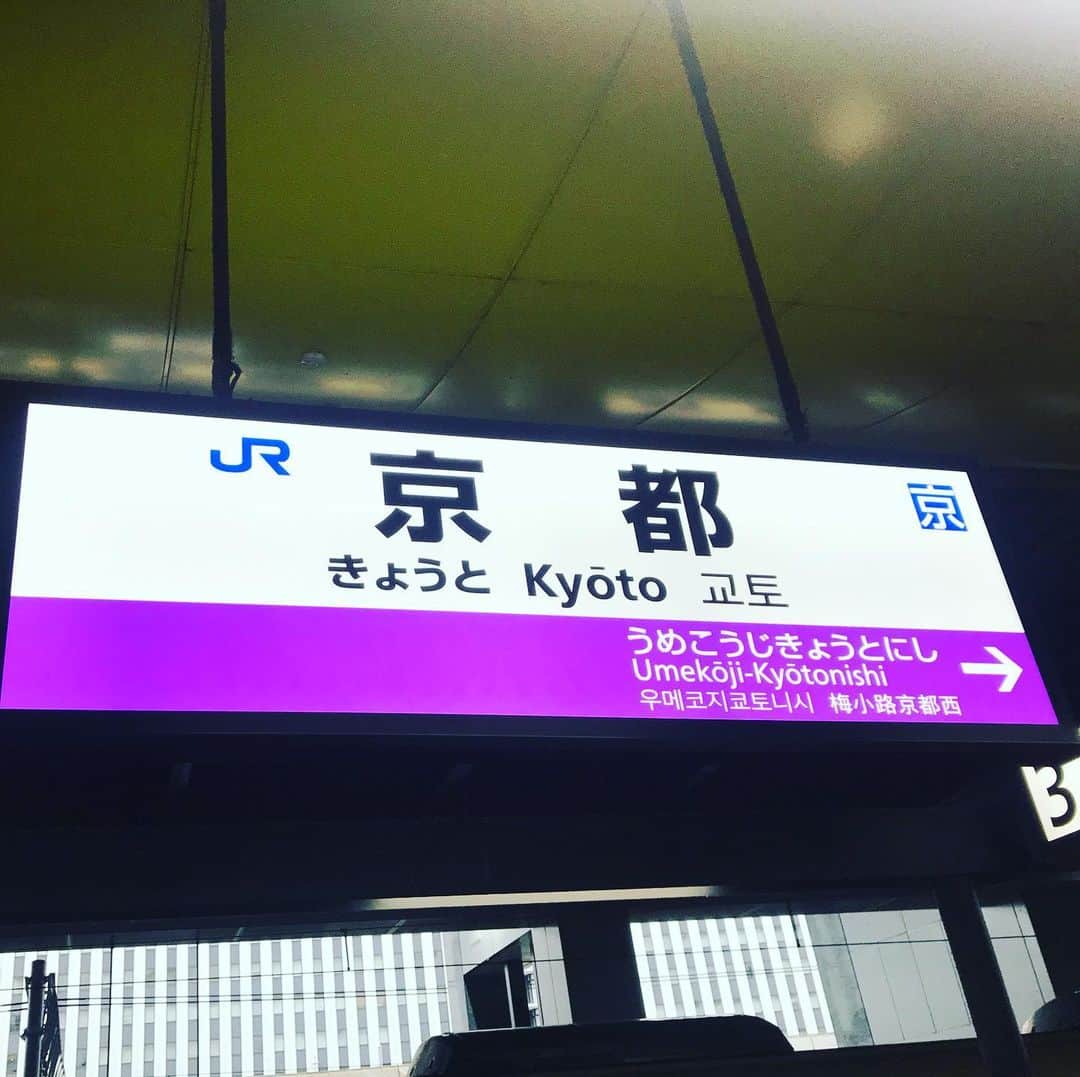 JR 京都 京
きょうと Kyōto 교토
うめこうじきょうとにし
Umekōji-Kyōtonishi
우메코지쿄토니시 梅小路京都西
3